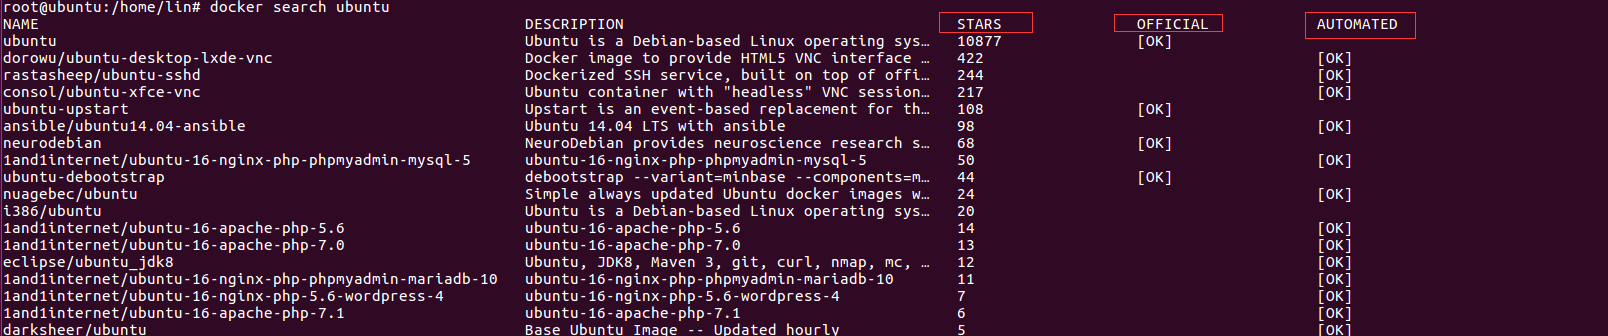 root@ubuntu:/home/lin# docker search ubuntu
NAME DESCRIPTION STARS OFFICIAL AUTOMATED
ubuntu Ubuntu is a Debian-based Linux operating sys… 10877 [OK]
dorowu/ubuntu-desktop-lxde-vnc Docker image to provide HTML5 VNC interface … 422 [OK]
rastasheep/ubuntu-sshd Dockerized SSH service, built on top of offi… 244 [OK]
consol/ubuntu-xfce-vnc Ubuntu container with "headless" VNC session… 217 [OK]
ubuntu-upstart Upstart is an event-based replacement for th… 108 [OK]
ansible/ubuntu14.04-ansible Ubuntu 14.04 LTS with ansible 98 [OK]
neurodebian NeuroDebian provides neuroscience research s… 68 [OK]
1and1internet/ubuntu-16-nginx-php-phpmyadmin-mysql-5 ubuntu-16-nginx-php-phpmyadmin-mysql-5 50 [OK]
ubuntu-debootstrap debootstrap --variant=minbase --components=m… 44 [OK]
nuagebec/ubuntu Simple always updated Ubuntu docker images w… 24 [OK]
i386/ubuntu Ubuntu is a Debian-based Linux operating sys… 20
1and1internet/ubuntu-16-apache-php-5.6 ubuntu-16-apache-php-5.6 14 [OK]
1and1internet/ubuntu-16-apache-php-7.0 ubuntu-16-apache-php-7.0 13 [OK]
eclipse/ubuntu_jdk8 Ubuntu, JDK8, Maven 3, git, curl, nmap, mc, … 12 [OK]
1and1internet/ubuntu-16-nginx-php-phpmyadmin-mariadb-10 ubuntu-16-nginx-php-phpmyadmin-mariadb-10 11 [OK]
1and1internet/ubuntu-16-nginx-php-5.6-wordpress-4 ubuntu-16-nginx-php-5.6-wordpress-4 7 [OK]
1and1internet/ubuntu-16-apache-php-7.1 ubuntu-16-apache-php-7.1 6 [OK]
darksheer/ubuntu Base Ubuntu Image -- Updated hourly 5 [OK]